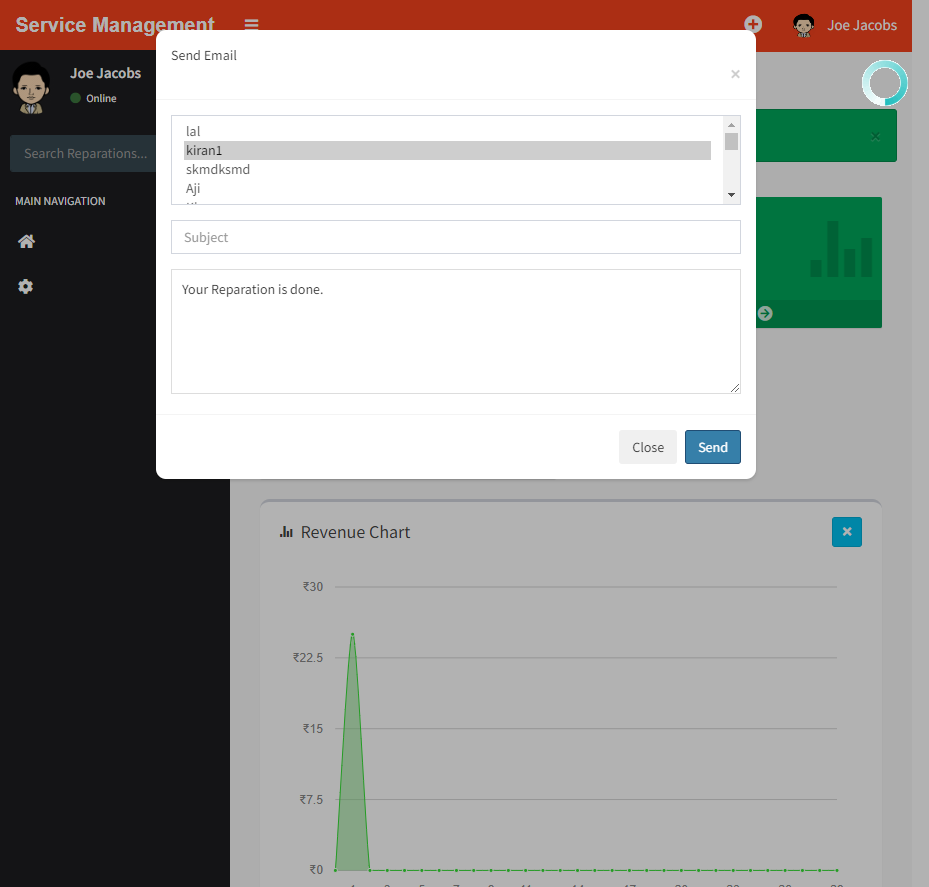 Service Management
Joe Jacobs
Send Email
×
Joe Jacobs
Online
Search Reparations...
MAIN NAVIGATION
lal
kiran1
skmdksmd
Aji
Subject
Your Reparation is done.
Close
Send
Revenue Chart
₹30
₹22.5
₹15
₹7.5
₹0